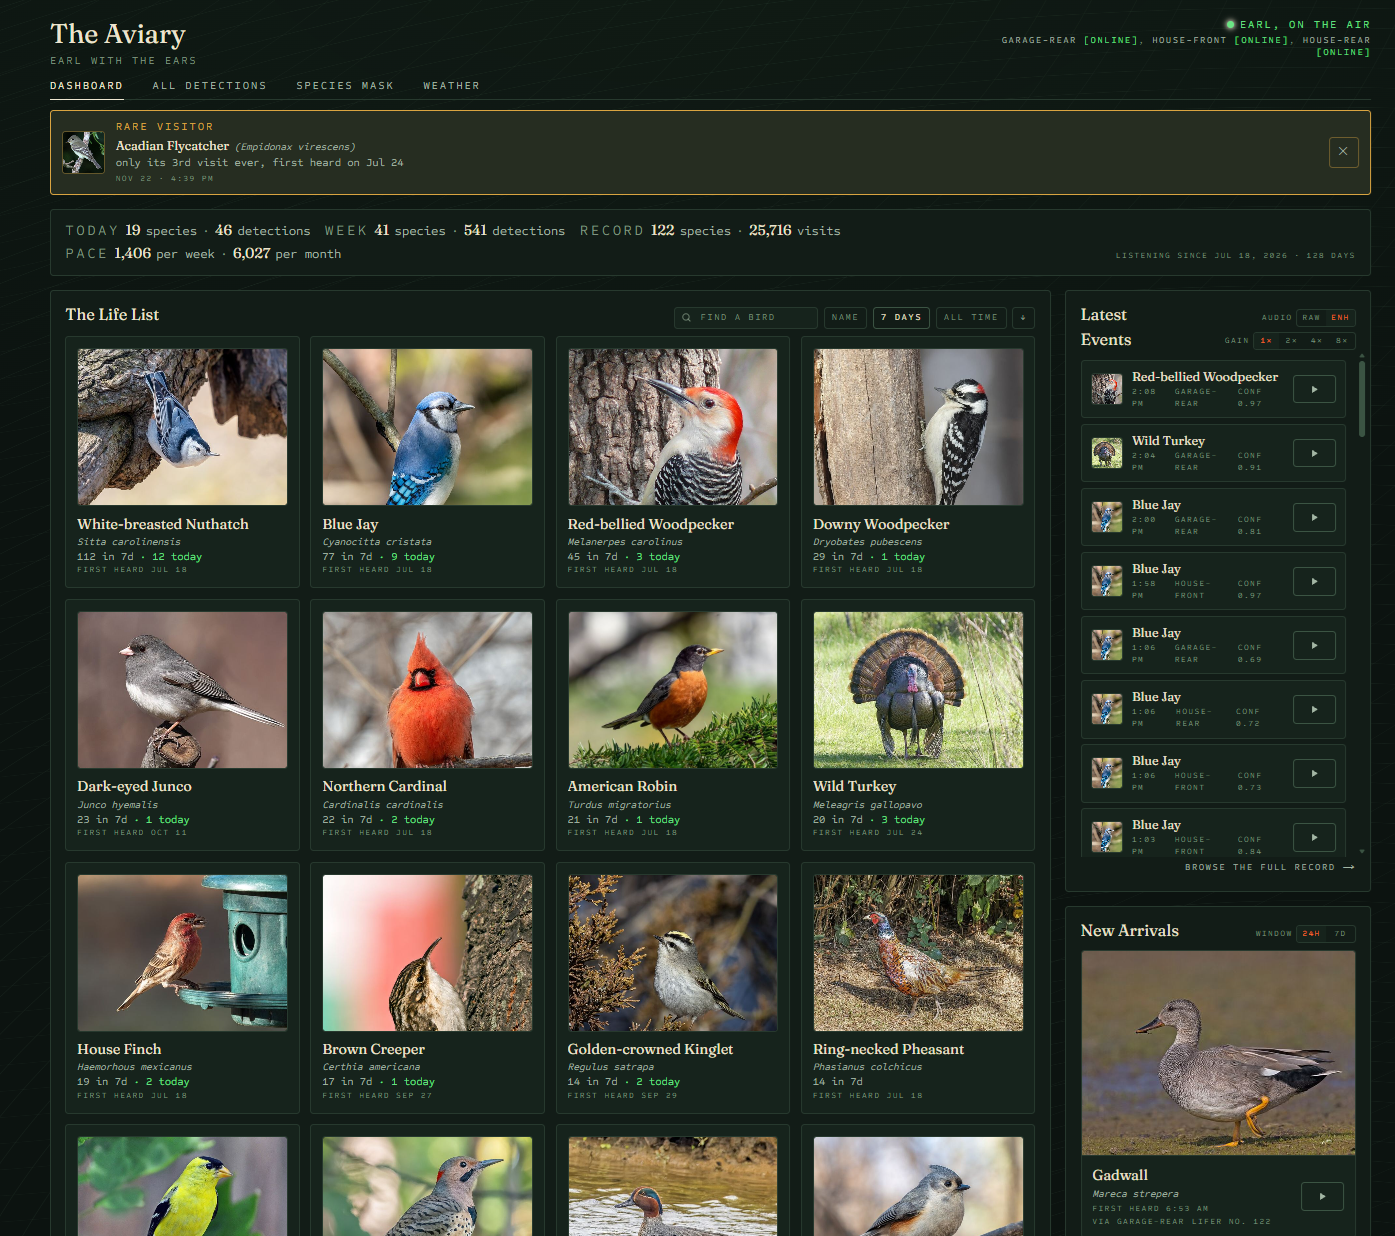 The Aviary
EARL WITH THE EARS
EARL, ON THE AIR
GARAGE-REAR [ONLINE], HOUSE-FRONT [ONLINE], HOUSE-REAR
[ONLINE]
DASHBOARD ALL DETECTIONS SPECIES MASK WEATHER
RARE VISITOR
Acadian Flycatcher (Empidonax virescens)
only its 3rd visit ever, first heard on Jul 24
NOV 22 · 4:39 PM
TODAY 19 species · 46 detections WEEK 41 species · 541 detections RECORD 122 species · 25,716 visits
PACE 1,406 per week · 6,027 per month
LISTENING SINCE JUL 18, 2026 · 128 DAYS
The Life List
FIND A BIRD NAME 7 DAYS ALL TIME ↓
White-breasted Nuthatch
Sitta carolinensis
112 in 7d · 12 today
FIRST HEARD JUL 18
Blue Jay
Cyanocitta cristata
77 in 7d · 9 today
FIRST HEARD JUL 18
Red-bellied Woodpecker
Melanerpes carolinus
45 in 7d · 3 today
FIRST HEARD JUL 18
Downy Woodpecker
Dryobates pubescens
29 in 7d · 1 today
FIRST HEARD JUL 18
Dark-eyed Junco
Junco hyemalis
23 in 7d · 1 today
FIRST HEARD OCT 11
Northern Cardinal
Cardinalis cardinalis
22 in 7d · 2 today
FIRST HEARD JUL 18
American Robin
Turdus migratorius
21 in 7d · 1 today
FIRST HEARD JUL 18
Wild Turkey
Meleagris gallopavo
20 in 7d · 3 today
FIRST HEARD JUL 24
House Finch
Haemorhous mexicanus
19 in 7d · 2 today
FIRST HEARD JUL 18
Brown Creeper
Certhia americana
17 in 7d · 1 today
FIRST HEARD SEP 27
Golden-crowned Kinglet
Regulus satrapa
14 in 7d · 2 today
FIRST HEARD SEP 29
Ring-necked Pheasant
Phasianus colchicus
14 in 7d
FIRST HEARD JUL 18
Latest
Events
AUDIO RAW ENH
GAIN 1× 2× 4× 8×
Red-bellied Woodpecker
2:08 GARAGE- CONF
PM REAR 0.97
Wild Turkey
2:04 GARAGE- CONF
PM REAR 0.91
Blue Jay
2:00 GARAGE- CONF
PM REAR 0.81
Blue Jay
1:58 HOUSE- CONF
PM FRONT 0.97
Blue Jay
1:06 GARAGE- CONF
PM REAR 0.69
Blue Jay
1:06 HOUSE- CONF
PM REAR 0.72
Blue Jay
1:06 HOUSE- CONF
PM FRONT 0.73
Blue Jay
1:03 HOUSE- CONF
PM FRONT 0.84
BROWSE THE FULL RECORD →
New Arrivals
WINDOW 24H 7D
Gadwall
Mareca strepera
FIRST HEARD 6:53 AM
VIA GARAGE-REAR LIFER NO. 122